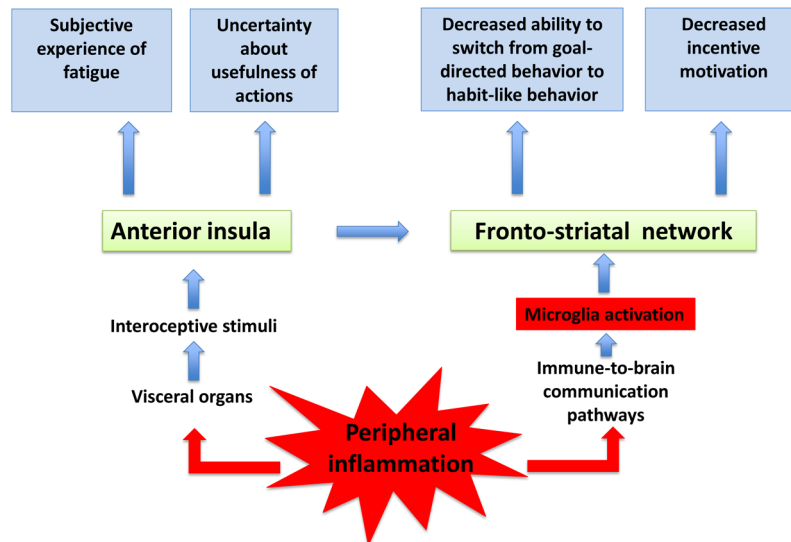 Subjective
experience of
fatigue
Uncertainty
about
usefulness of
actions
Decreased ability to
switch from goal-
directed behavior to
habit-like behavior
Decreased
incentive
motivation
Anterior insula
Fronto-striatal network
Interoceptive stimuli
Microglia activation
Visceral organs
Immune-to-brain
communication
pathways
Peripheral
inflammation